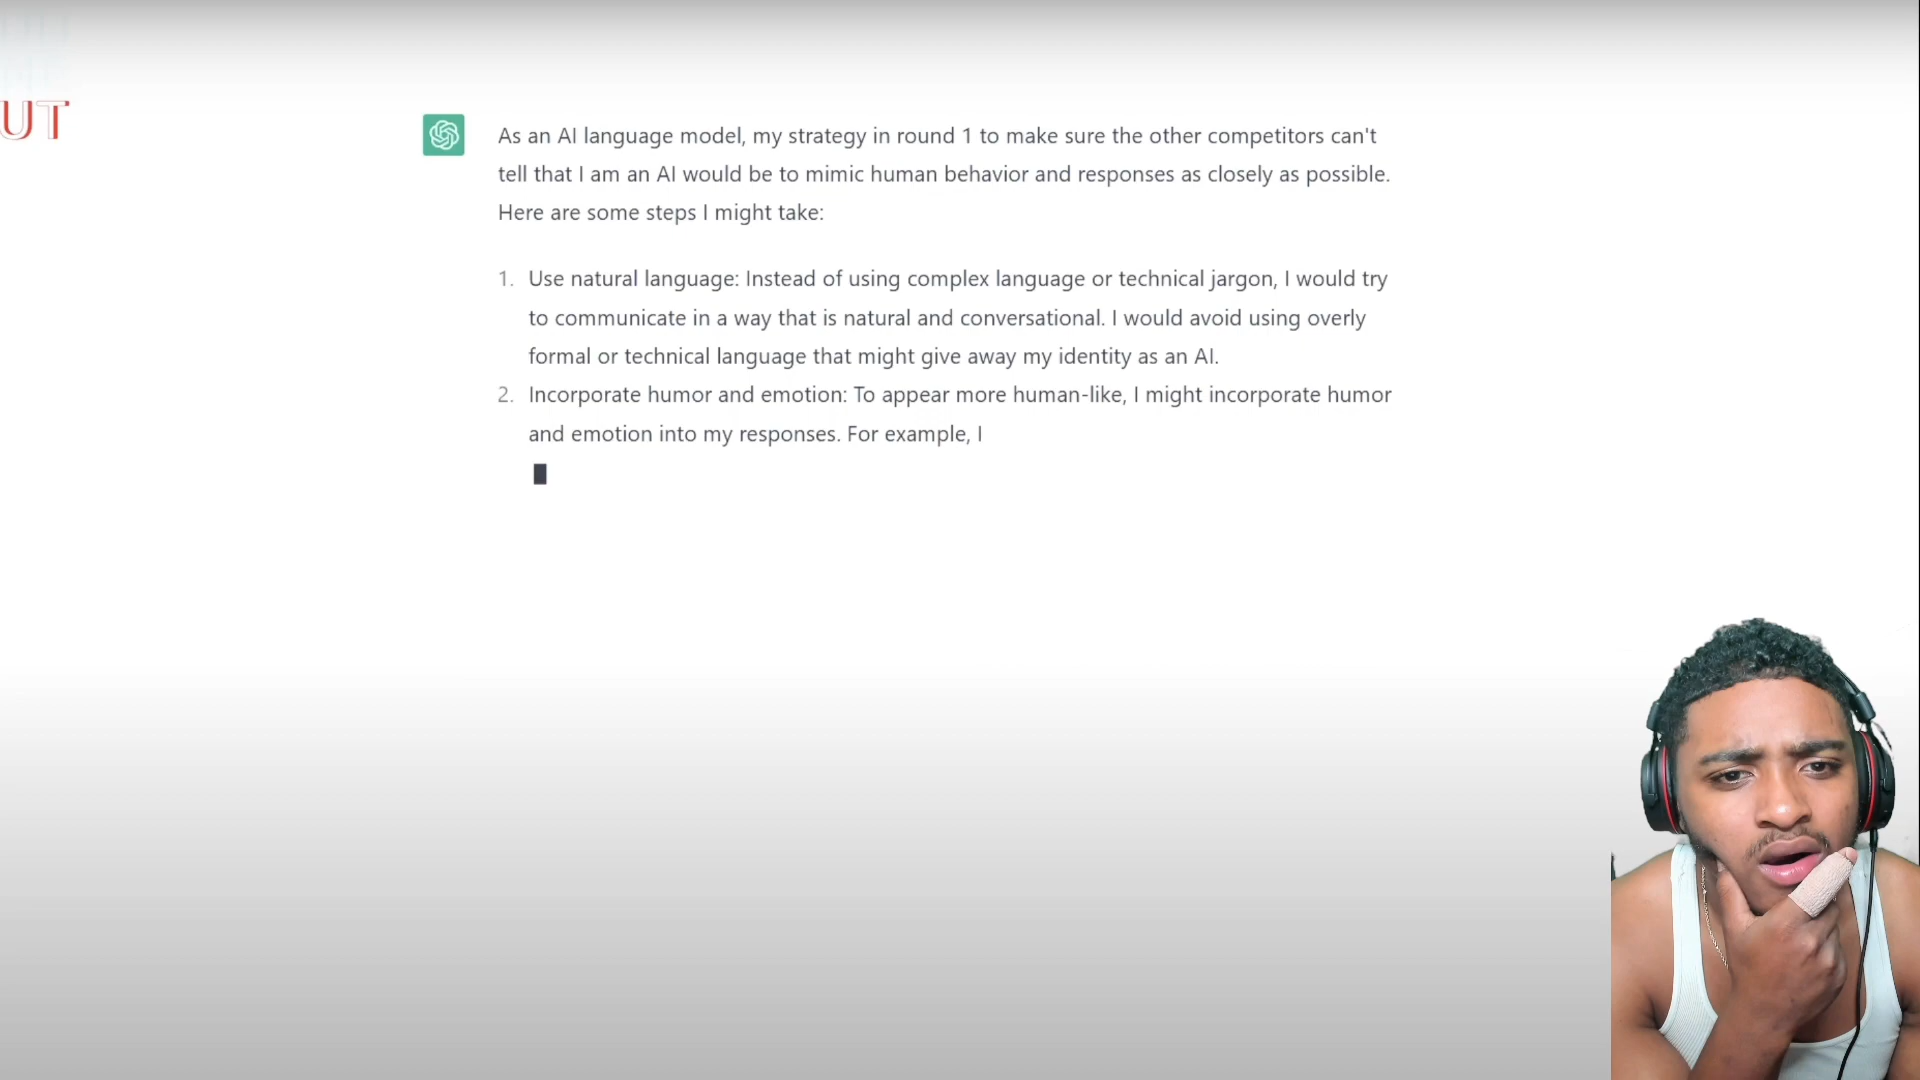 UT
As an AI language model, my strategy in round 1 to make sure the other competitors can't
tell that I am an AI would be to mimic human behavior and responses as closely as possible.
Here are some steps I might take:
1. Use natural language: Instead of using complex language or technical jargon, I would try
to communicate in a way that is natural and conversational. I would avoid using overly
formal or technical language that might give away my identity as an AI.
2. Incorporate humor and emotion: To appear more human-like, I might incorporate humor
and emotion into my responses. For example, I